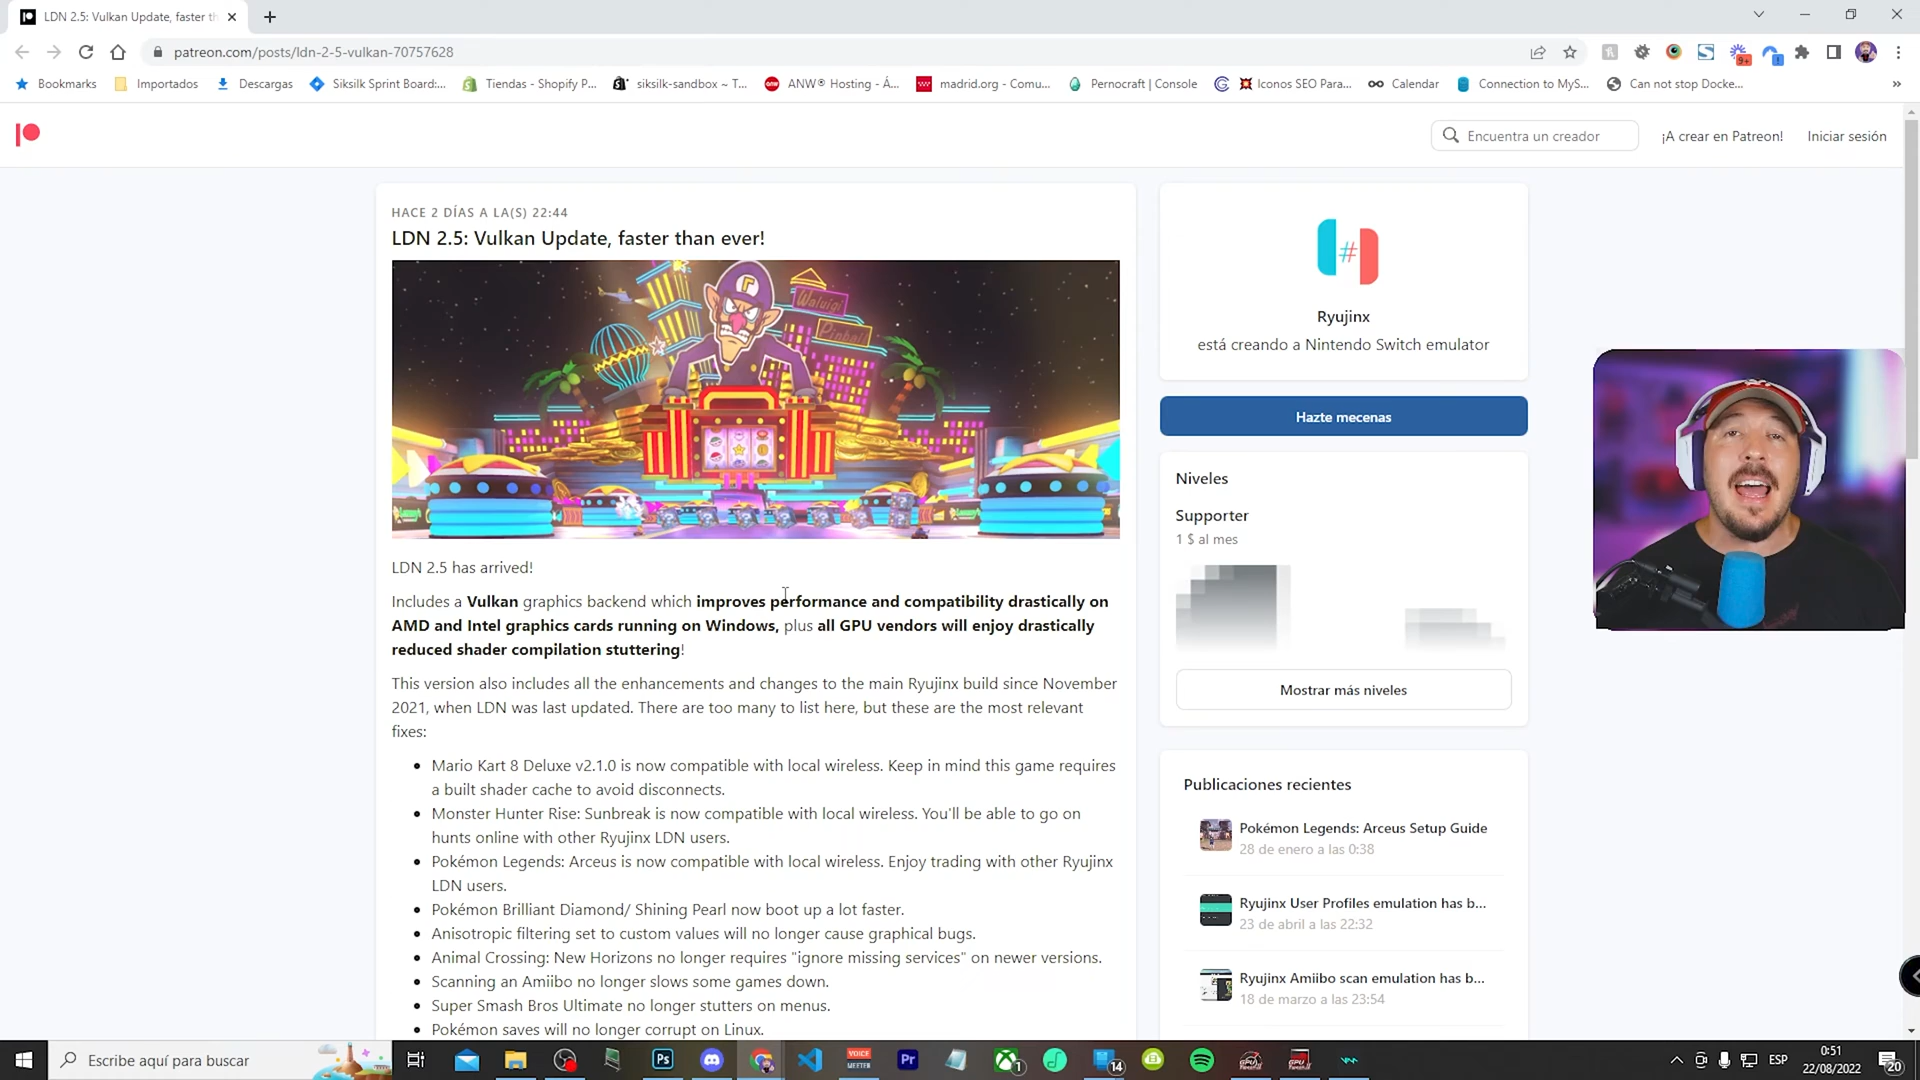 LDN 2.5: Vulkan Update, faster th
patreon.com/posts/ldn-2-5-vulkan-70757628
9+
Bookmarks
Importados
Descargas
Siksilk Sprint Board:...
Tiendas - Shopify P...
siksilk-sandbox ~ T...
ANW® Hosting - Á...
madrid.org - Comu...
Pernocraft | Console
Iconos SEO Para...
Calendar
Connection to MyS...
Can not stop Docke...
Encuentra un creador
¡A crear en Patreon!
Iniciar sesión
HACE 2 DÍAS A LA(S) 22:44
LDN 2.5: Vulkan Update, faster than ever!
Waluigi
Pinball
LDN 2.5 has arrived!
Includes a Vulkan graphics backend which improves performance and compatibility drastically on
AMD and Intel graphics cards running on Windows, plus all GPU vendors will enjoy drastically
reduced shader compilation stuttering!
This version also includes all the enhancements and changes to the main Ryujinx build since November
2021, when LDN was last updated. There are too many to list here, but these are the most relevant
fixes:
• Mario Kart 8 Deluxe v2.1.0 is now compatible with local wireless. Keep in mind this game requires
a built shader cache to avoid disconnects.
• Monster Hunter Rise: Sunbreak is now compatible with local wireless. You'll be able to go on
hunts online with other Ryujinx LDN users.
• Pokémon Legends: Arceus is now compatible with local wireless. Enjoy trading with other Ryujinx
LDN users.
• Pokémon Brilliant Diamond/ Shining Pearl now boot up a lot faster.
• Anisotropic filtering set to custom values will no longer cause graphical bugs.
• Animal Crossing: New Horizons no longer requires "ignore missing services" on newer versions.
• Scanning an Amiibo no longer slows some games down.
• Super Smash Bros Ultimate no longer stutters on menus.
• Pokémon saves will no longer corrupt on Linux.
#
Ryujinx
está creando a Nintendo Switch emulator
Hazte mecenas
Niveles
Supporter
1 $ al mes
Mostrar más niveles
Publicaciones recientes
Pokémon Legends: Arceus Setup Guide
28 de enero a las 0:38
Ryujinx User Profiles emulation has b...
23 de abril a las 22:32
Ryujinx Amiibo scan emulation has b...
18 de marzo a las 23:54
Escribe aquí para buscar
Ps
VOICE
MEETER
Pr
1
14
ESP
0:51
22/08/2022
20